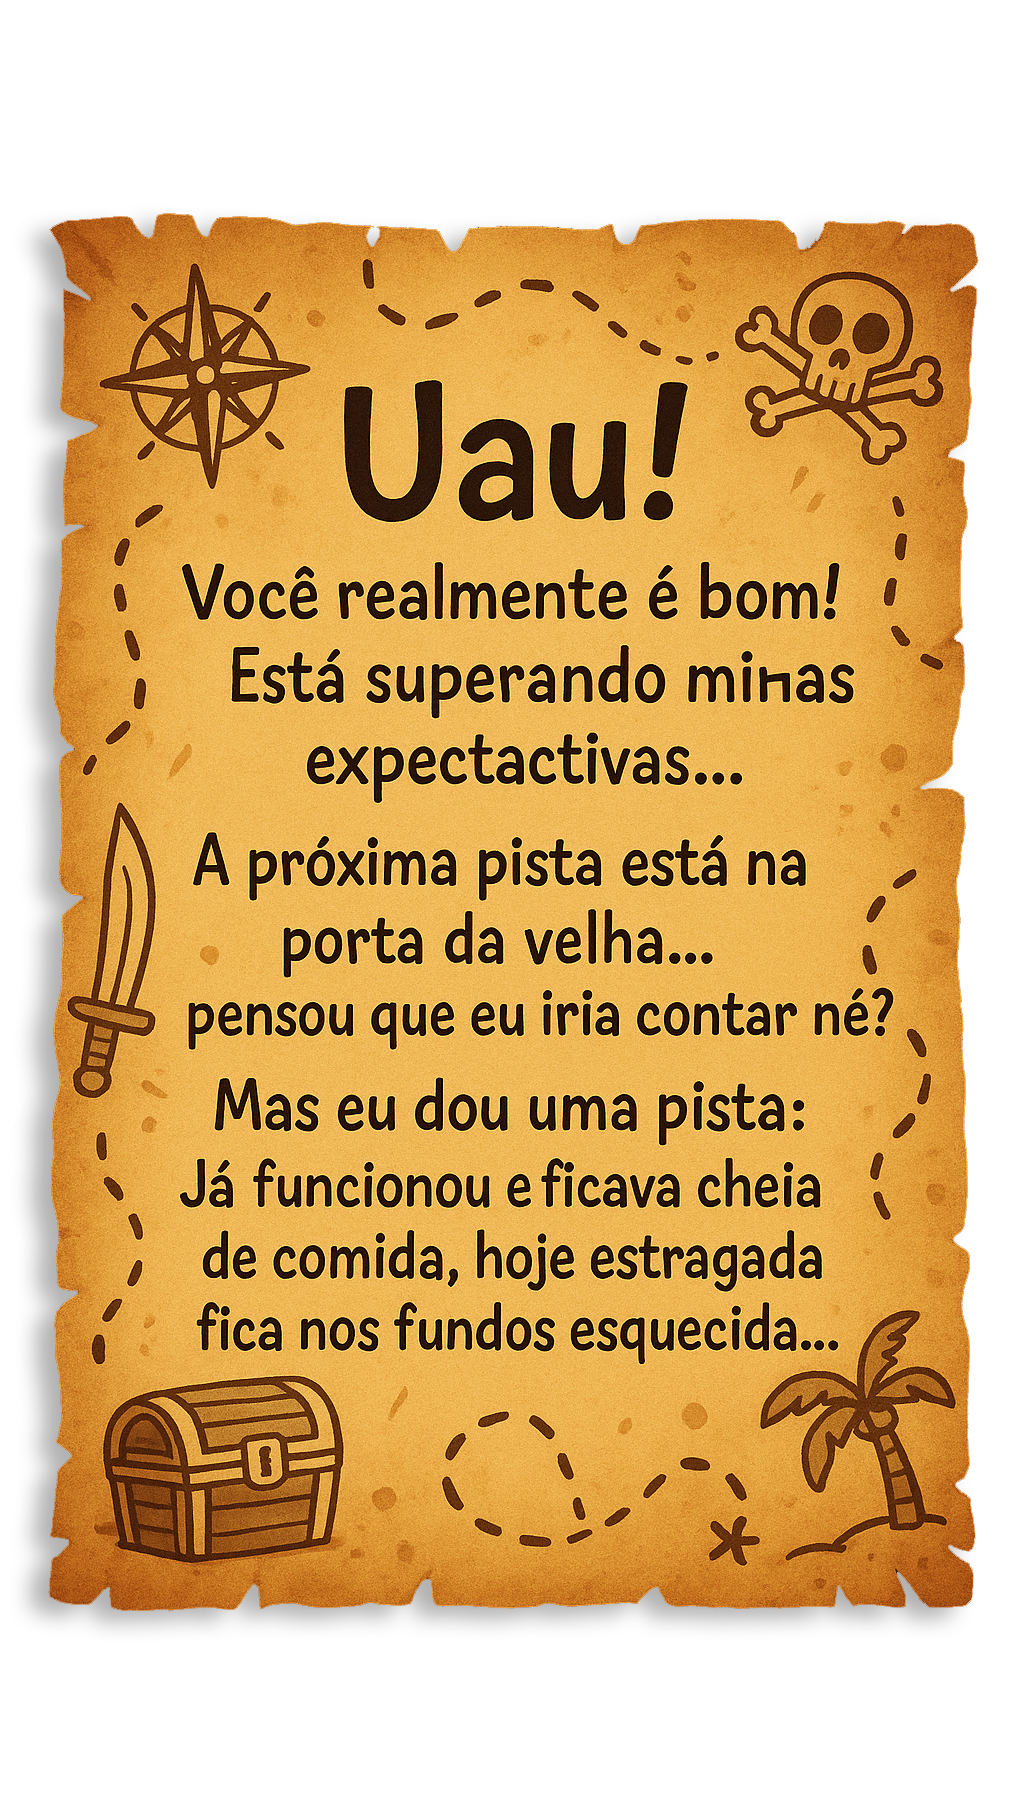 Uau!
Você realmente é bom!
Está superando minas
expectactivas...
A próxima pista está na
porta da velha...
pensou que eu iria contar né?
Mas eu dou uma pista:
Já funcionou e ficava cheia
de comida, hoje estragada
fica nos fundos esquecida...